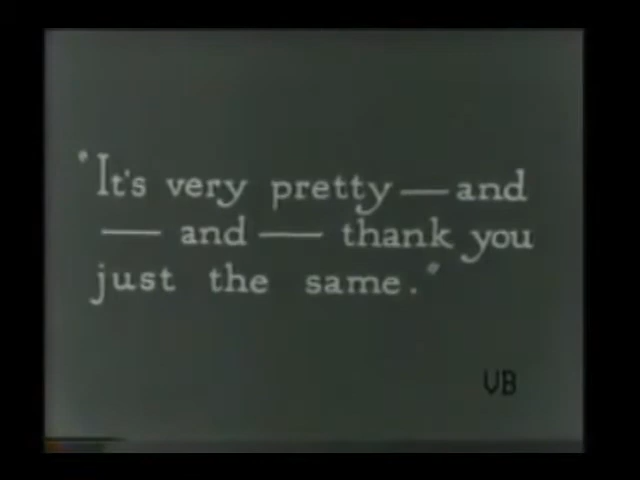 "It's very pretty — and
— and — thank you
just the same."
VB